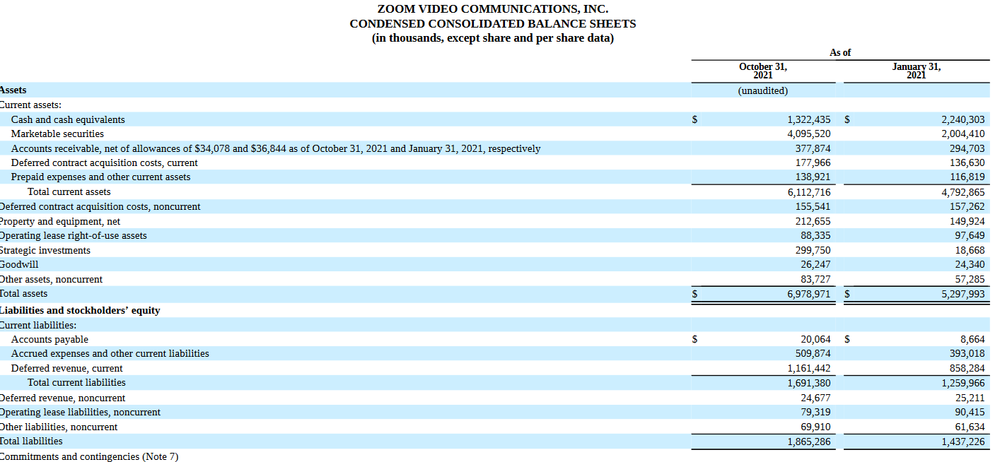 ZOOM VIDEO COMMUNICATIONS, INC.
CONDENSED CONSOLIDATED BALANCE SHEETS
(in thousands, except share and per share data)
As of
October 31, 2021 January 31, 2021
Assets (unaudited)
Current assets:
Cash and cash equivalents $ 1,322,435 $ 2,240,303
Marketable securities 4,095,520 2,004,410
Accounts receivable, net of allowances of $34,078 and $36,844 as of October 31, 2021 and January 31, 2021, respectively 377,874 294,703
Deferred contract acquisition costs, current 177,966 136,630
Prepaid expenses and other current assets 138,921 116,819
Total current assets 6,112,716 4,792,865
Deferred contract acquisition costs, noncurrent 155,541 157,262
Property and equipment, net 212,655 149,924
Operating lease right-of-use assets 88,335 97,649
Strategic investments 299,750 18,668
Goodwill 26,247 24,340
Other assets, noncurrent 83,727 57,285
Total assets $ 6,978,971 $ 5,297,993
Liabilities and stockholders’ equity
Current liabilities:
Accounts payable $ 20,064 $ 8,664
Accrued expenses and other current liabilities 509,874 393,018
Deferred revenue, current 1,161,442 858,284
Total current liabilities 1,691,380 1,259,966
Deferred revenue, noncurrent 24,677 25,211
Operating lease liabilities, noncurrent 79,319 90,415
Other liabilities, noncurrent 69,910 61,634
Total liabilities 1,865,286 1,437,226
Commitments and contingencies (Note 7)